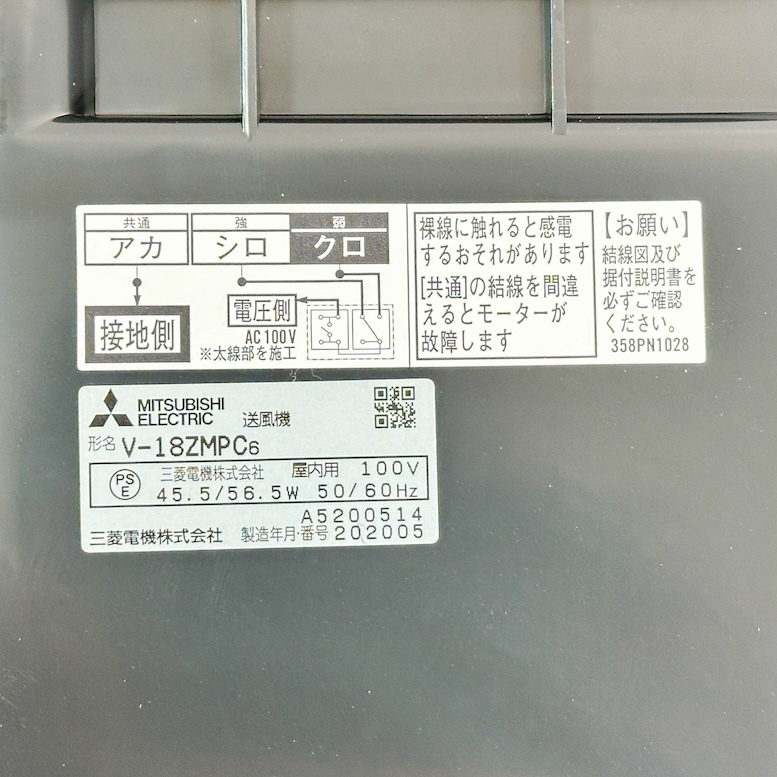 共通 強 弱
アカ シロ クロ
接地側
電圧側
AC100V
※太線部を施工
裸線に触れると感電
するおそれがあります
[共通]の結線を間違
えるとモーターが
故障します
【お願い】
結線図及び
据付説明書を
必ずご確認
ください。
358PN1028
MITSUBISHI
ELECTRIC 送風機
形名 V-18ZMPC6
PS
E
三菱電機株式会社 屋内用 100V
45.5/56.5W 50/60Hz
A5200514
三菱電機株式会社 製造年月・番号 202005